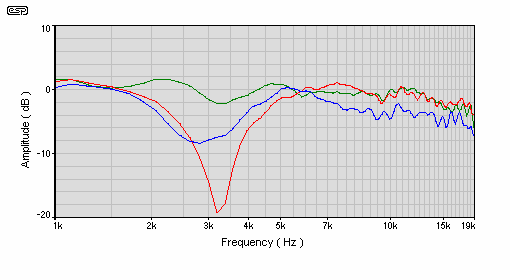 esp
10
0
-10
-20
Amplitude ( dB )
1k 2k 3k 4k 5k 7k 10k 15k 19k
Frequency ( Hz )